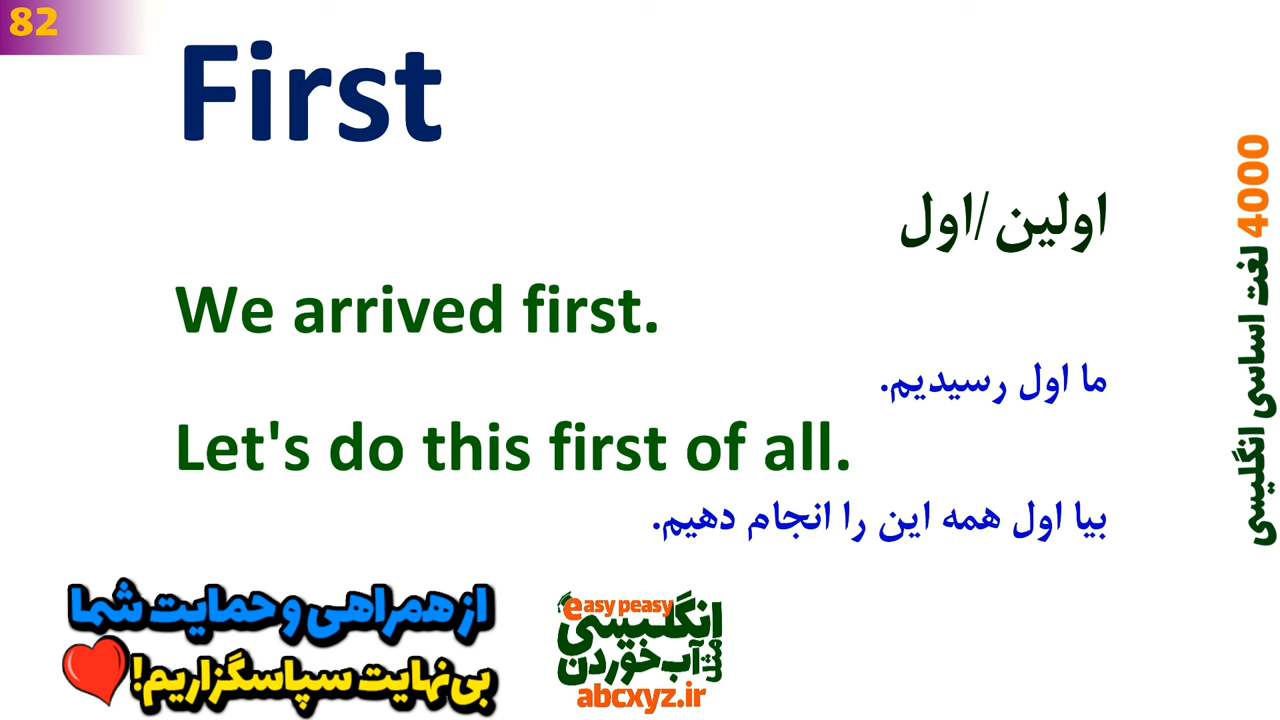 82
First
اولین/اول
We arrived first.
ما اول رسیدیم.
Let's do this first of all.
بیا اول همه این را انجام دهیم.
4000 لغت اساسی انگلیسی
از همراهی و حمایت شما
بی‌نهایت سپاسگزاریم!
easy peasy
انگلیسی
مثل آب خوردن
abcxyz.ir